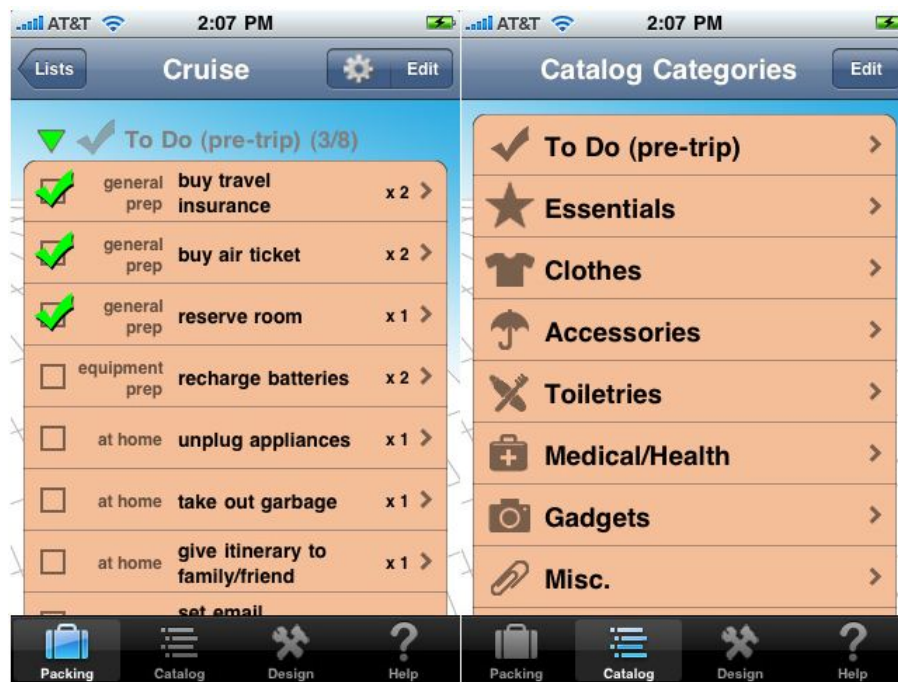 AT&T 2:07 PM
Lists Cruise Edit
To Do (pre-trip) (3/8)
general prep buy travel insurance x 2
general prep buy air ticket x 2
general prep reserve room x 1
equipment prep recharge batteries x 2
at home unplug appliances x 1
at home take out garbage x 1
at home give itinerary to family/friend x 1
set email
Packing Catalog Design Help
AT&T 2:07 PM
Catalog Categories Edit
To Do (pre-trip)
Essentials
Clothes
Accessories
Toiletries
Medical/Health
Gadgets
Misc.
Packing Catalog Design Help